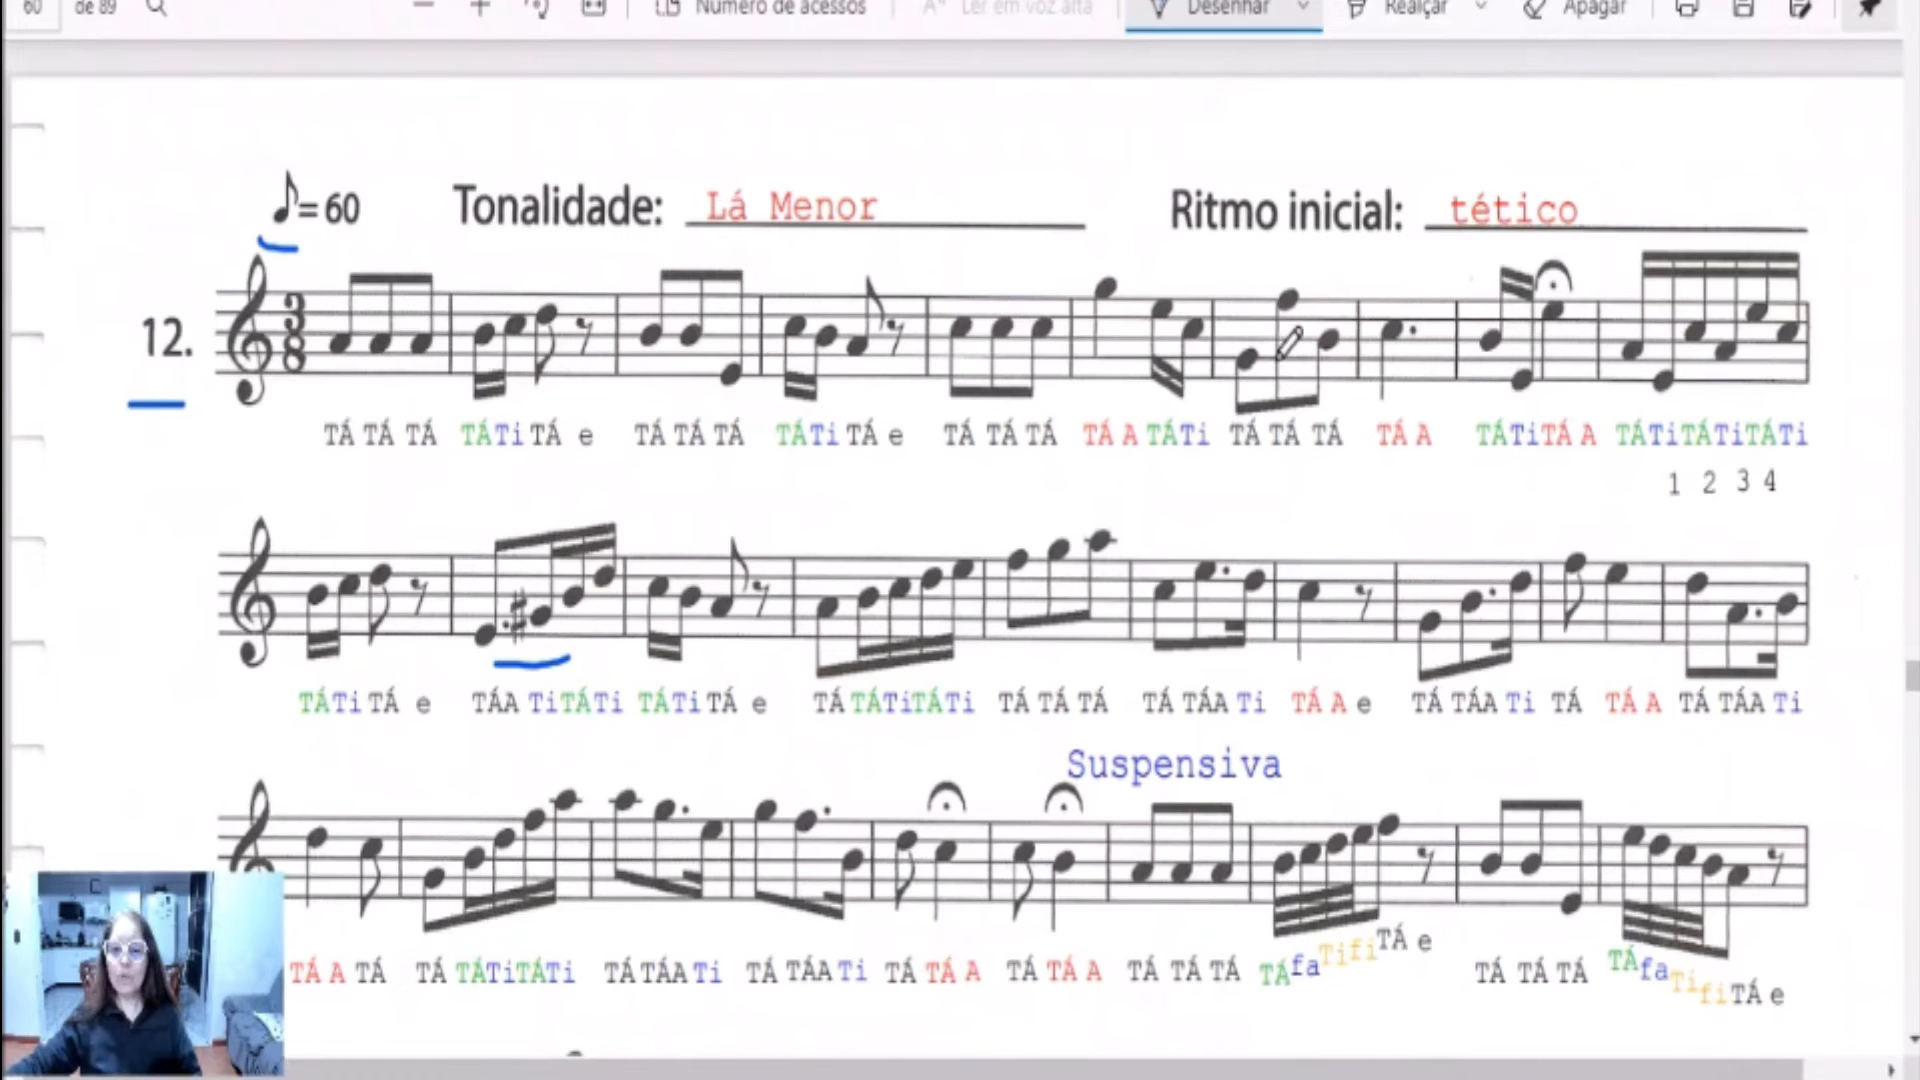 60 de 89 Número de acessos Ler em voz alta Desenhar Realçar Apagar
♪= 60 Tonalidade: Lá Menor Ritmo inicial: tético
12. 3 8
TÁ TÁ TÁ TÁTi TÁ e TÁ TÁ TÁ TÁTi TÁ e TÁ TÁ TÁ TÁ A TÁTi TÁ TÁ TÁ TÁ A TÁTiTÁ A TÁTiTÁTiTÁTi
1 2 3 4
TÁTi TÁ e TÁA TiTÁTi TÁTi TÁ e TÁ TÁTiTÁTi TÁ TÁ TÁ TÁ TÁA Ti TÁ A e TÁ TÁA Ti TÁ TÁ A TÁ TÁA Ti
Suspensiva
TÁ A TÁ TÁ TÁTiTÁTi TÁ TÁA Ti TÁ TÁA Ti TÁ TÁ A TÁ TÁ A TÁ TÁ TÁ TÁfaTifiTÁ e TÁ TÁ TÁ TÁfaTifiTÁ e